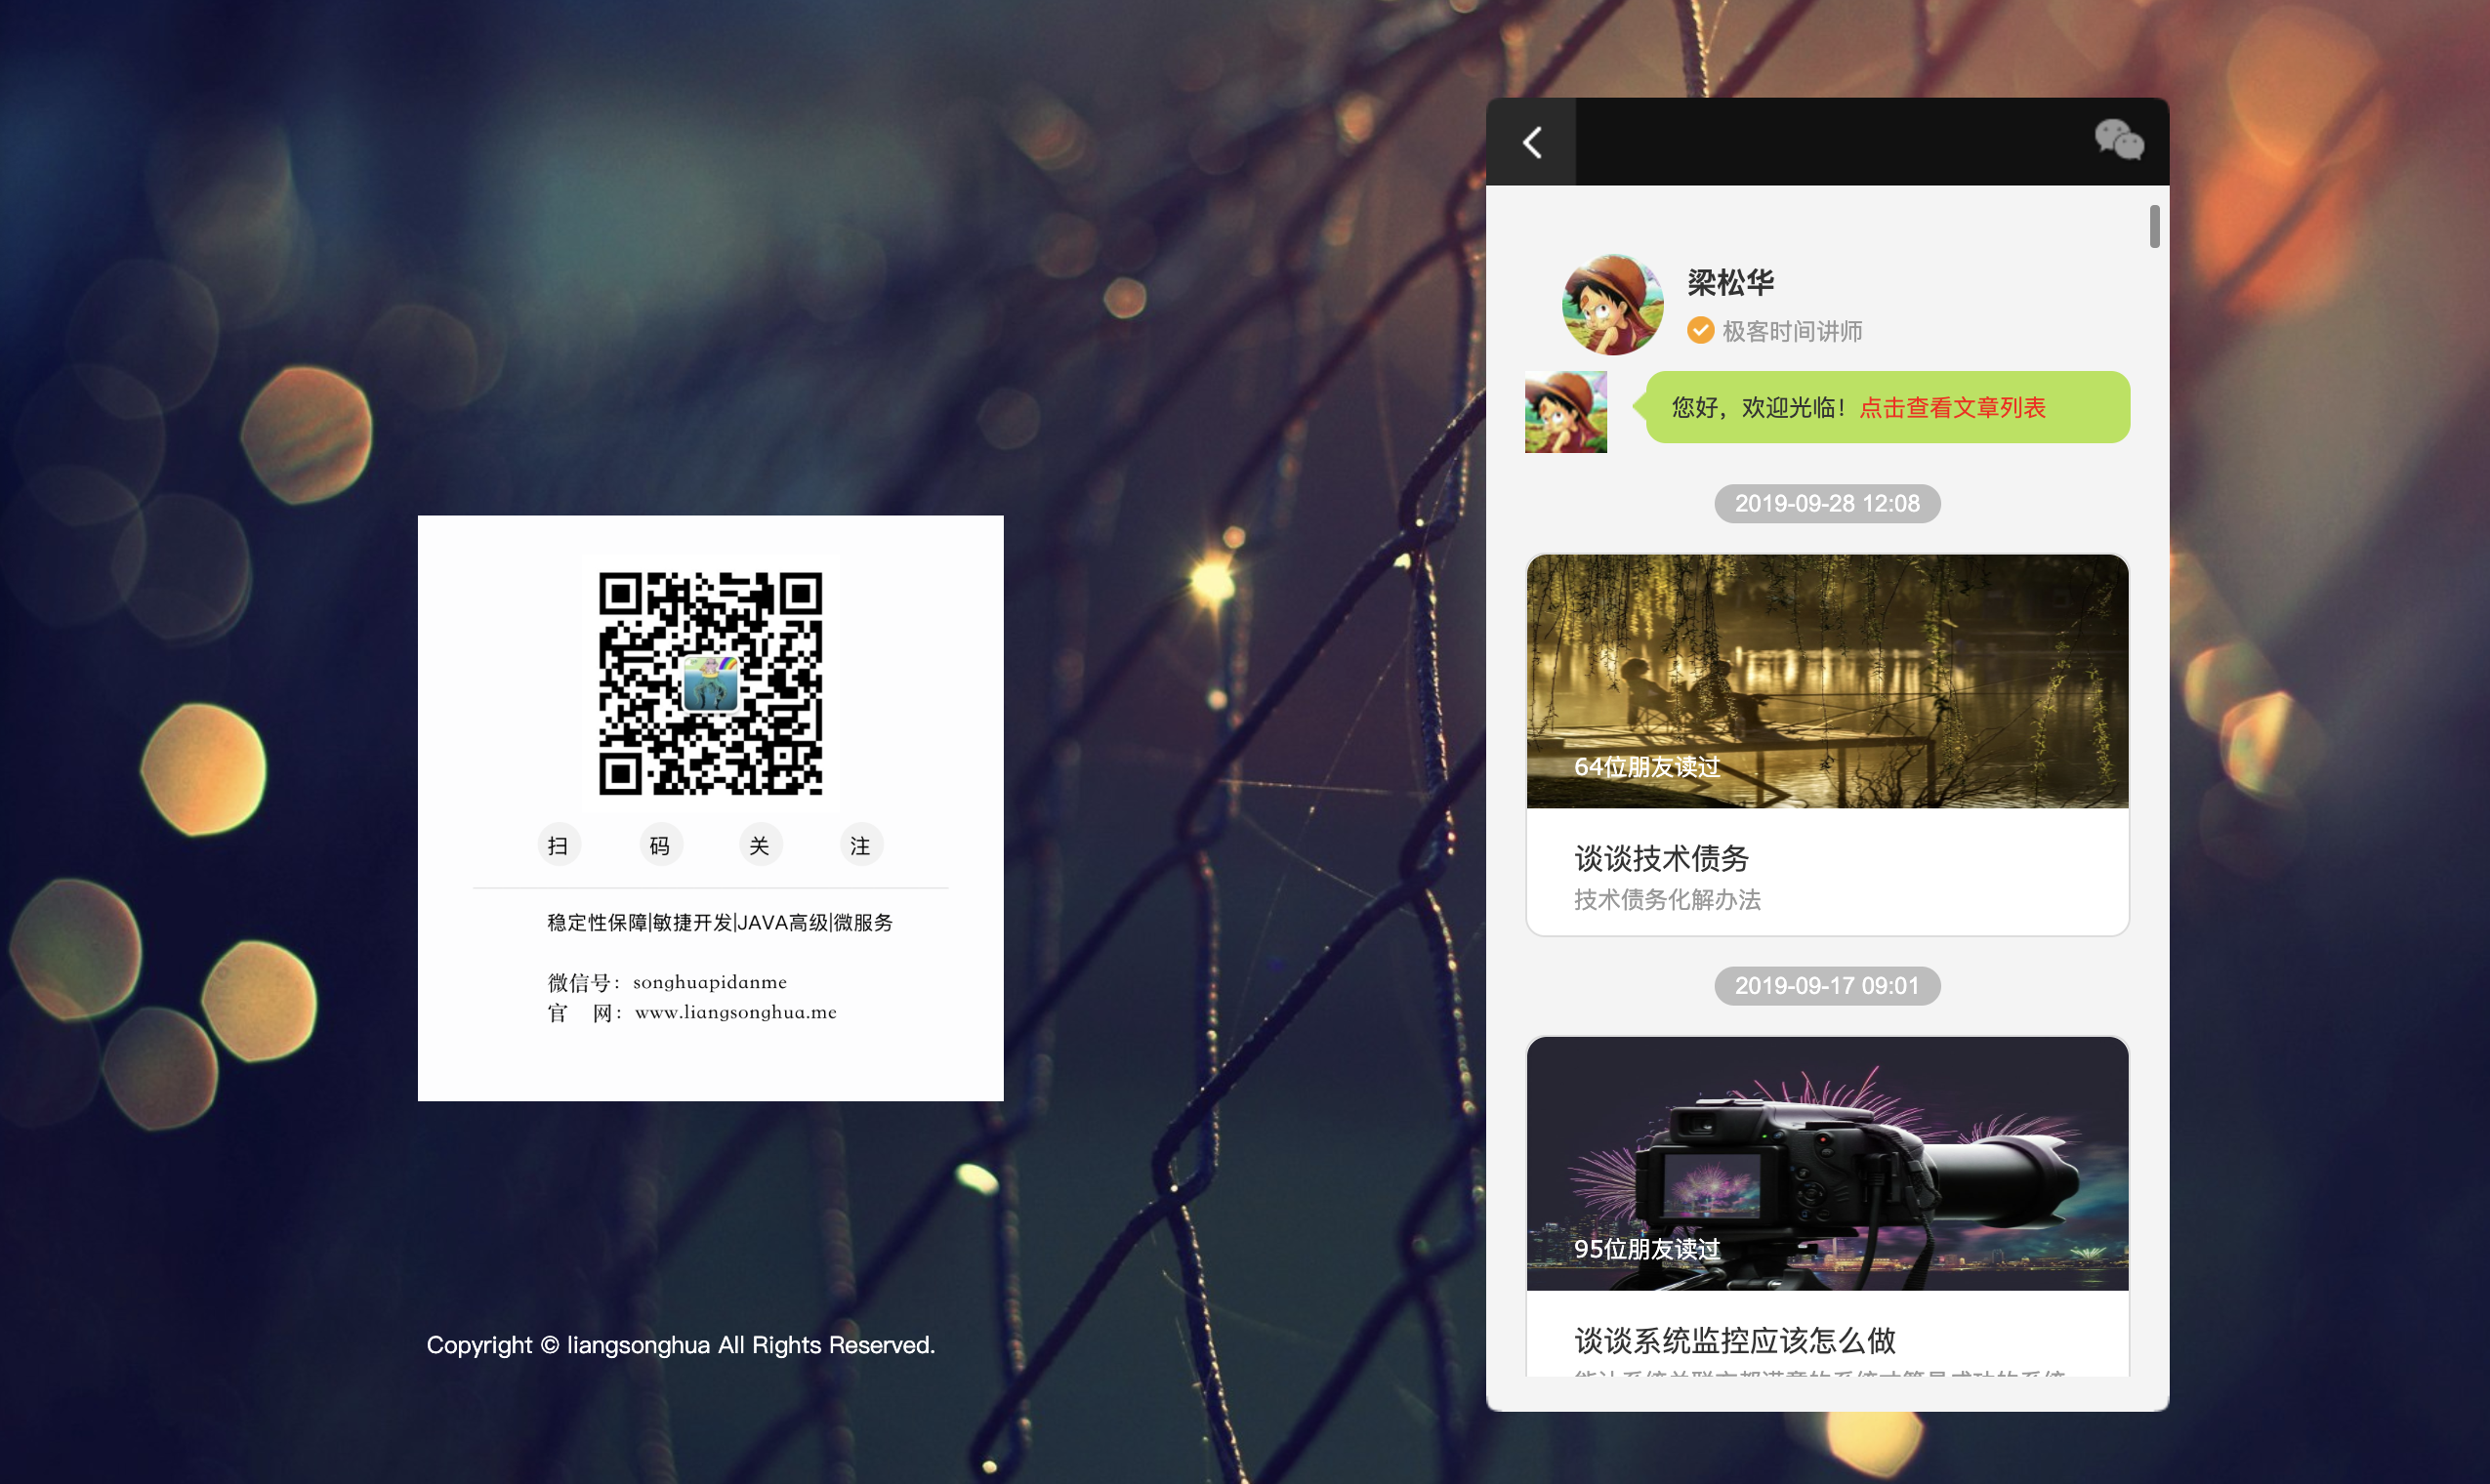 扫 码 关 注
稳定性保障|敏捷开发|JAVA高级|微服务
微信号：songhuapidanme
官 网：www.liangsonghua.me
Copyright © liangsonghua All Rights Reserved.
梁松华
极客时间讲师
您好，欢迎光临！点击查看文章列表
2019-09-28 12:08
64位朋友读过
谈谈技术债务
技术债务化解办法
2019-09-17 09:01
95位朋友读过
谈谈系统监控应该怎么做